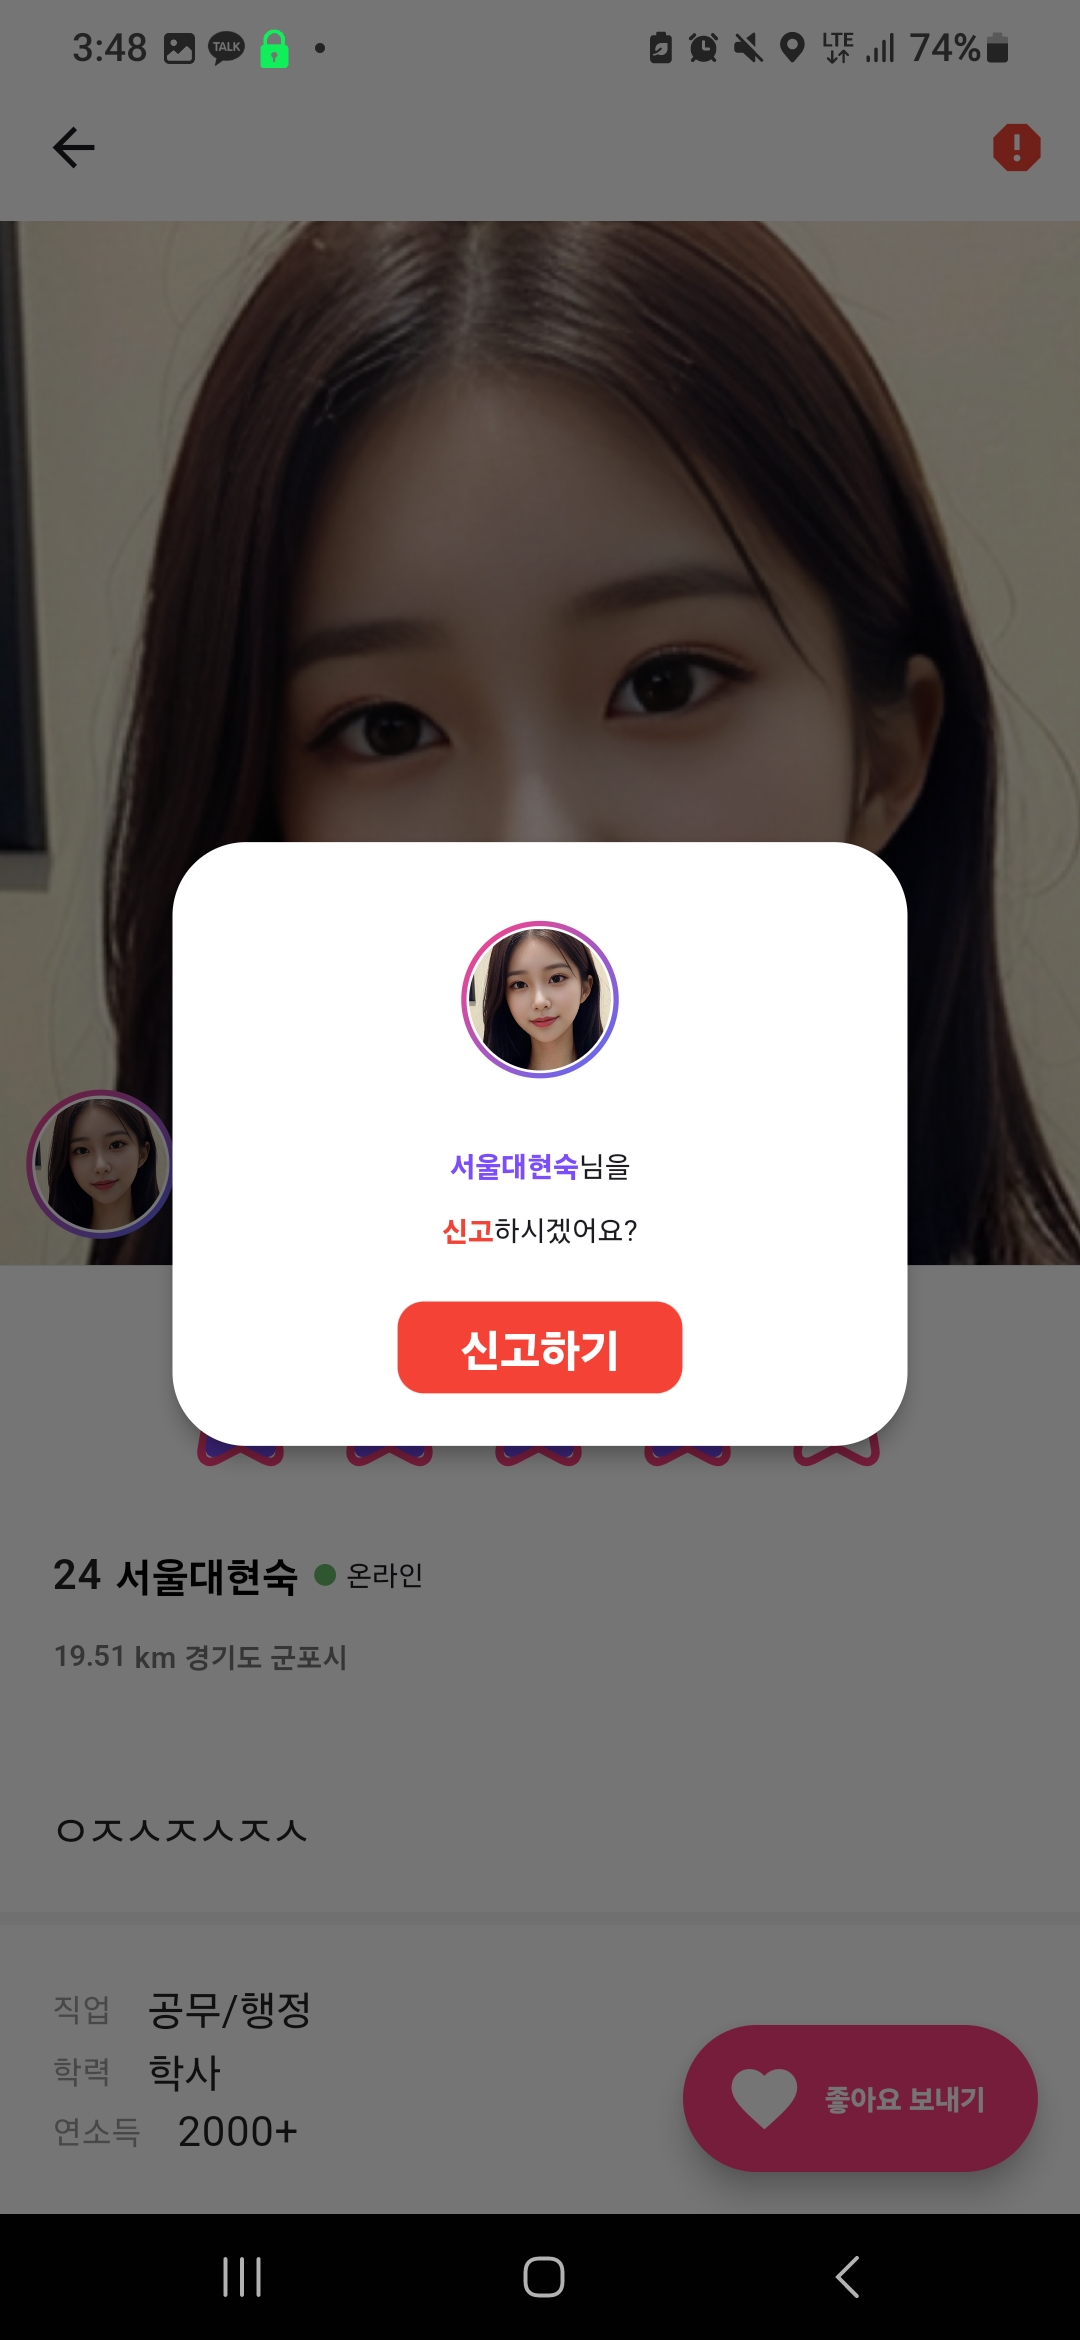 3:48 TALK LTE 74%
서울대현숙님을
신고하시겠어요?
신고하기
24 서울대현숙 온라인
19.51 km 경기도 군포시
ㅇㅈㅅㅈㅅㅈㅅ
직업 공무/행정
학력 학사
연소득 2000+
좋아요 보내기